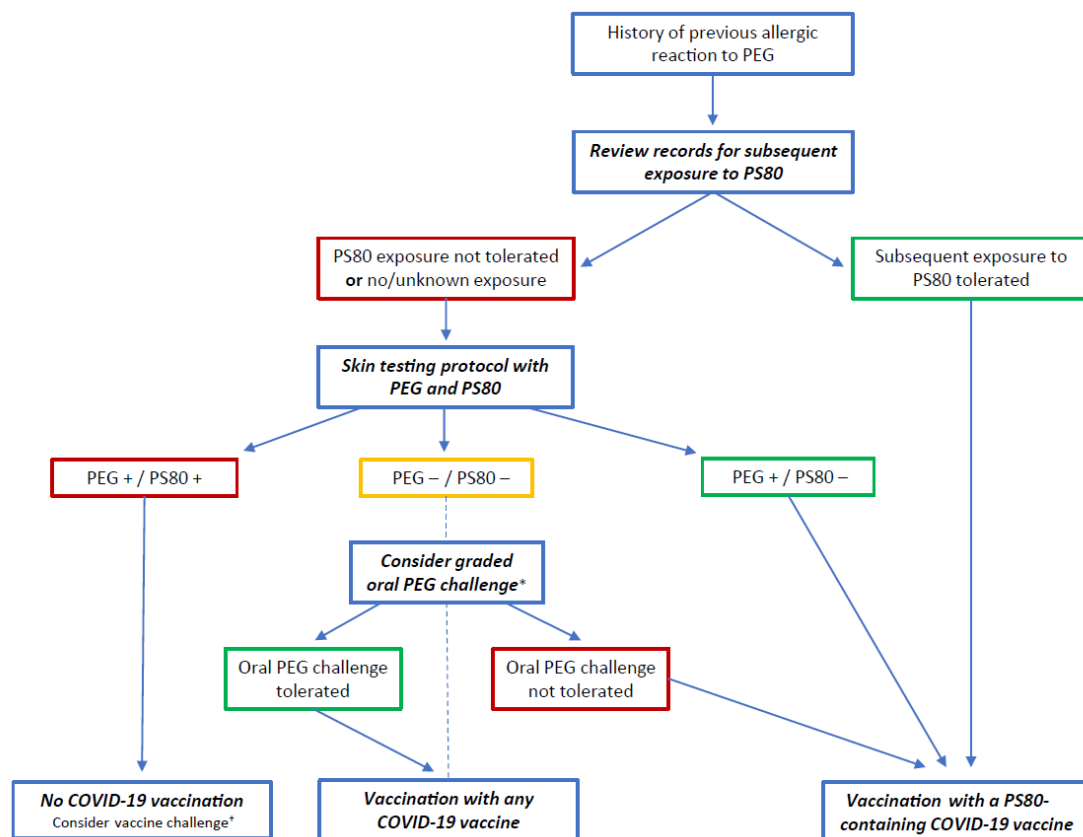 History of previous allergic
reaction to PEG
Review records for subsequent
exposure to PS80
PS80 exposure not tolerated
or no/unknown exposure
Subsequent exposure to
PS80 tolerated
Skin testing protocol with
PEG and PS80
PEG + / PS80 +
PEG – / PS80 –
PEG + / PS80 –
Consider graded
oral PEG challenge*
Oral PEG challenge
tolerated
Oral PEG challenge
not tolerated
No COVID-19 vaccination
Consider vaccine challenge⁺
Vaccination with any
COVID-19 vaccine
Vaccination with a PS80-
containing COVID-19 vaccine